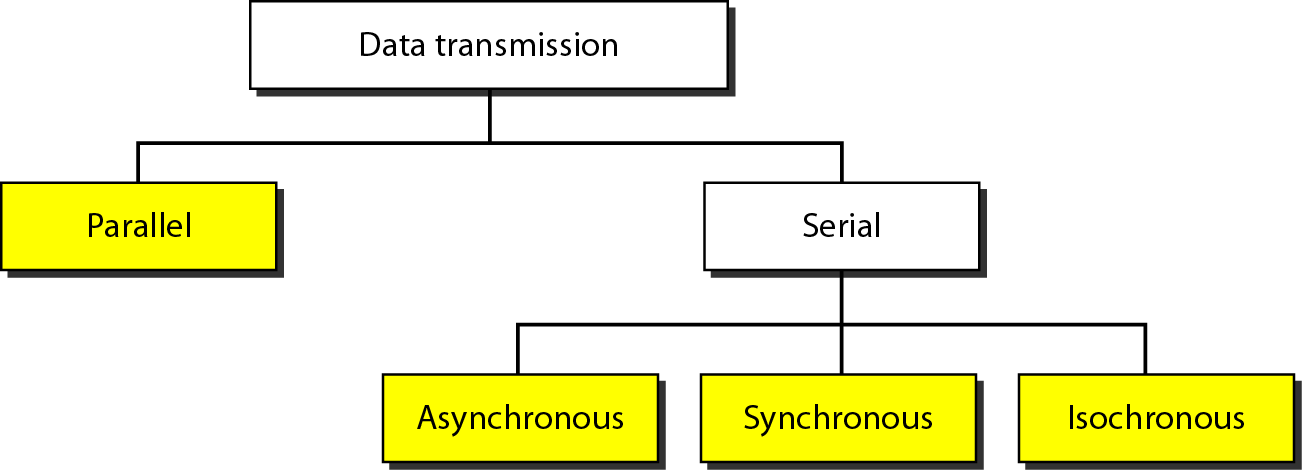 Data transmission
Parallel
Serial
Asynchronous
Synchronous
Isochronous